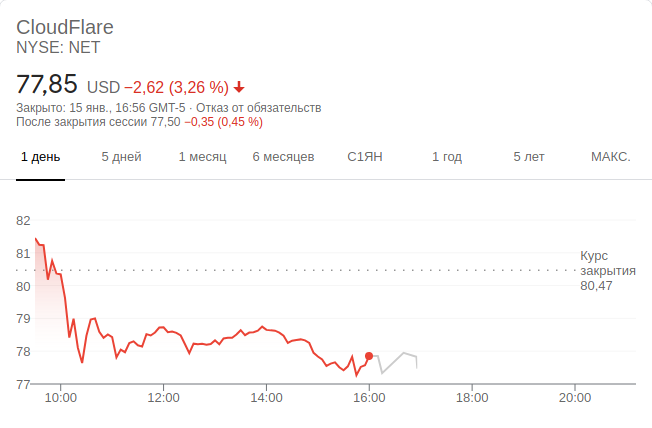 CloudFlare
NYSE: NET
77,85 USD −2,62 (3,26 %)
Закрыто: 15 янв., 16:56 GMT-5 · Отказ от обязательств
После закрытия сессии 77,50 −0,35 (0,45 %)
1 день 5 дней 1 месяц 6 месяцев С1ЯН 1 год 5 лет МАКС.
82
81
80
79
78
77
Курс
закрытия
80,47
10:00 12:00 14:00 16:00 18:00 20:00